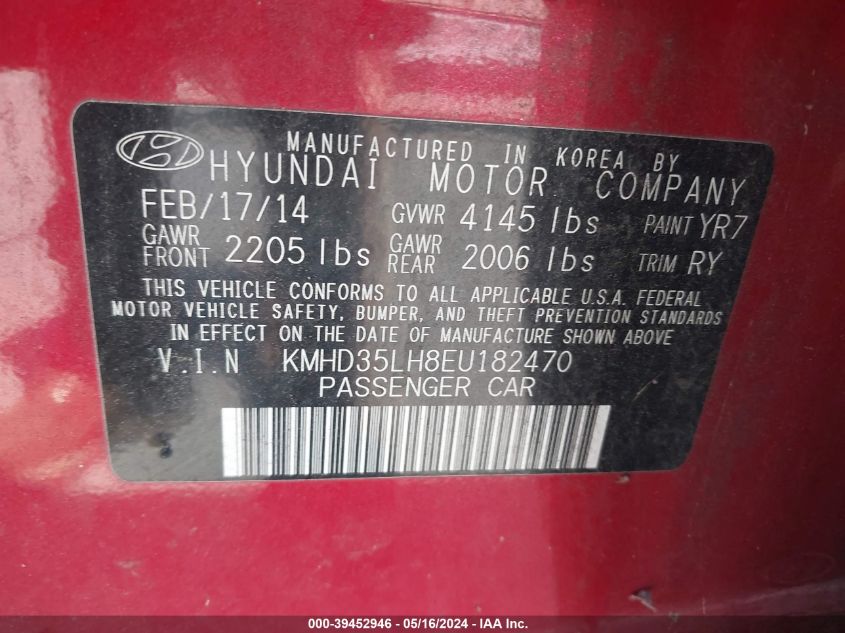 MANUFACTURED IN KOREA BY
HYUNDAI MOTOR COMPANY
FEB/17/14 GVWR 4145 lbs PAINT YR7
GAWR FRONT 2205 lbs GAWR REAR 2006 lbs TRIM RY
THIS VEHICLE CONFORMS TO ALL APPLICABLE U.S.A. FEDERAL
MOTOR VEHICLE SAFETY, BUMPER, AND THEFT PREVENTION STANDARDS
IN EFFECT ON THE DATE OF MANUFACTURE SHOWN ABOVE
V.I.N KMHD35LH8EU182470
PASSENGER CAR
000-39452946 - 05/16/2024 - IAA Inc.